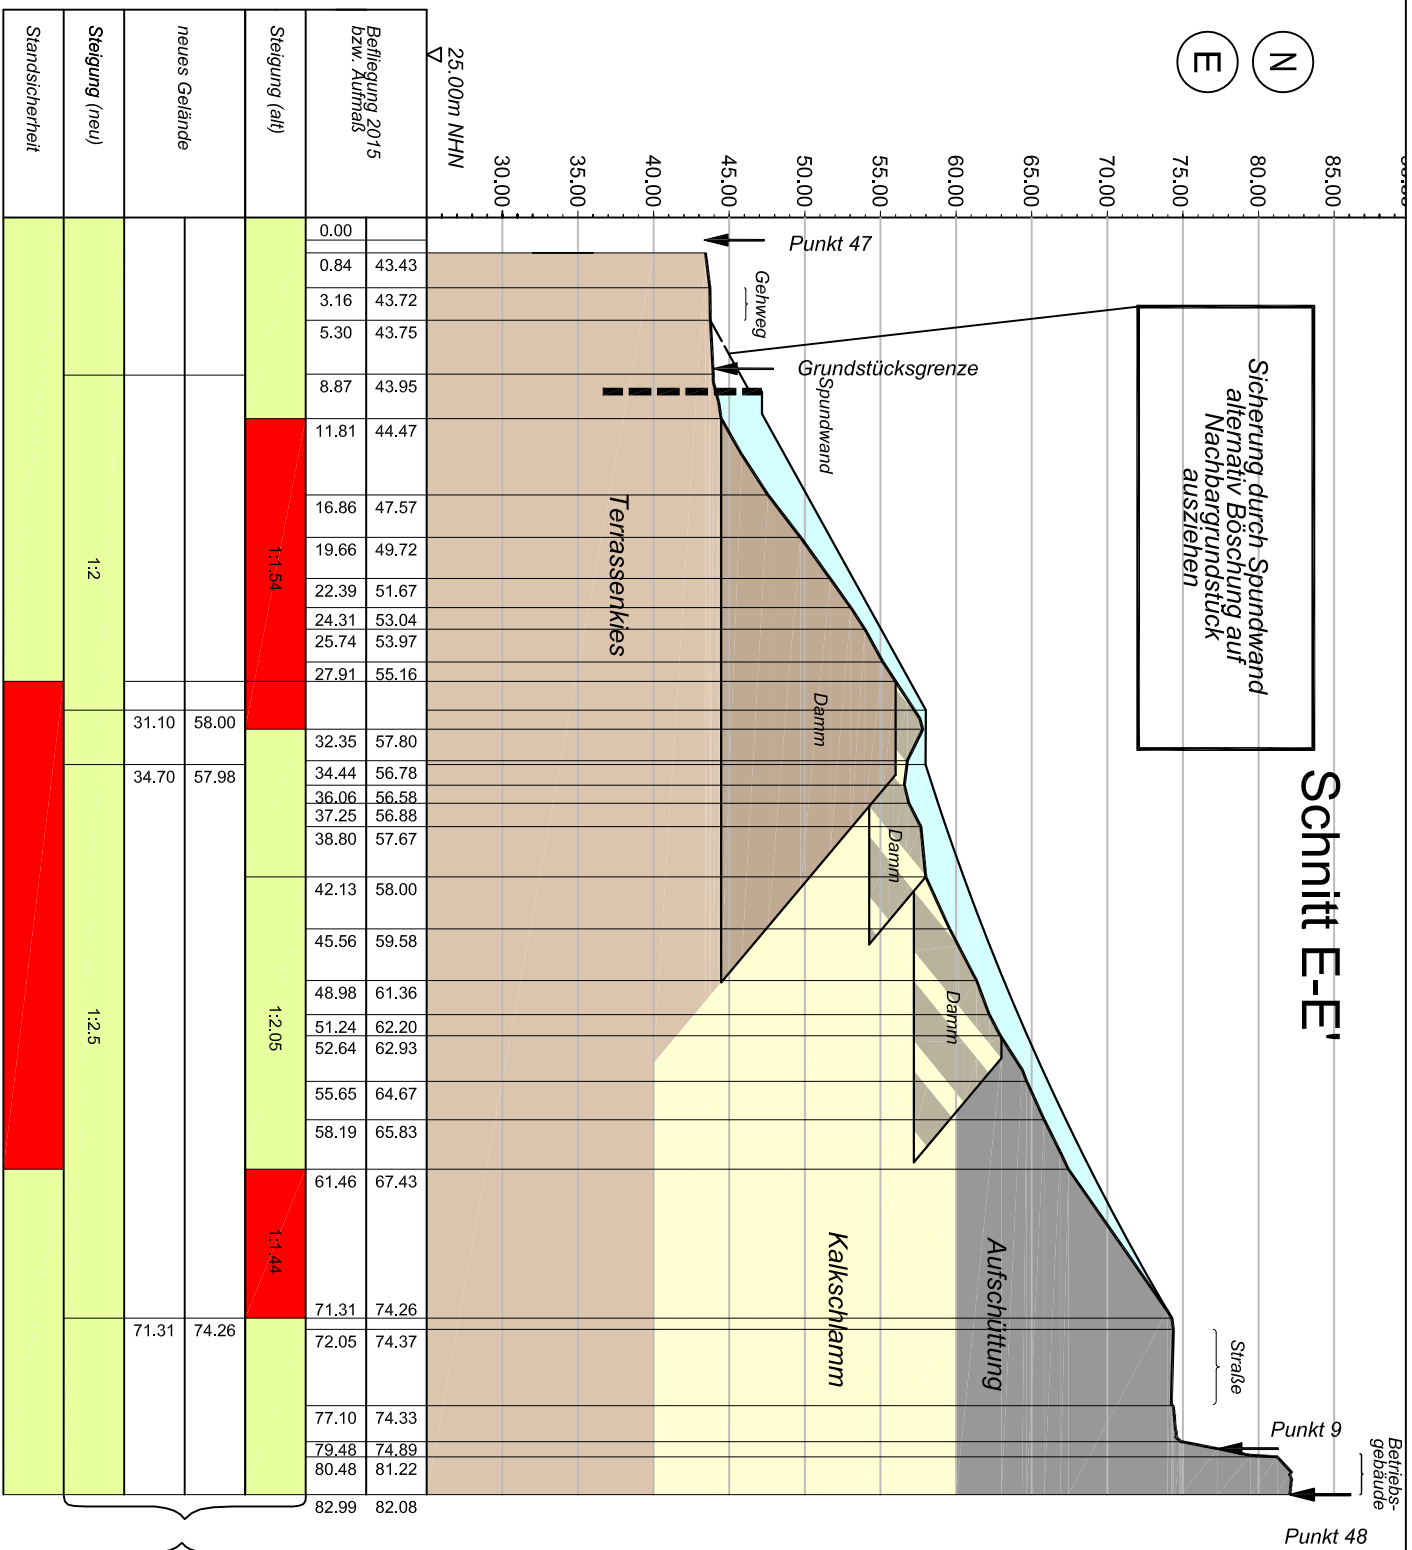 N
E
Schnitt E-E'
Sicherung durch Spundwand
alternativ Böschung auf
Nachbargrundstück
ausziehen
85.00
80.00
75.00
70.00
65.00
60.00
55.00
50.00
45.00
40.00
35.00
30.00
25.00m NHN
Punkt 47
Gehweg
Grundstücksgrenze
Spundwand
Terrassenkies
Damm
Damm
Damm
Kalkschlamm
Aufschüttung
Straße
Punkt 9
Betriebs-
gebäude
Punkt 48
Befliegung 2015
bzw. Aufmaß
0.00
0.84 43.43
3.16 43.72
5.30 43.75
8.87 43.95
11.81 44.47
16.86 47.57
19.66 49.72
22.39 51.67
24.31 53.04
25.74 53.97
27.91 55.16
32.35 57.80
34.44 56.78
36.06 56.58
37.25 56.88
38.80 57.67
42.13 58.00
45.56 59.58
48.98 61.36
51.24 62.20
52.64 62.93
55.65 64.67
58.19 65.83
61.46 67.43
71.31 74.26
72.05 74.37
77.10 74.33
79.48 74.89
80.48 81.22
82.99 82.08
Steigung (alt)
1:1.54
1:2.05
1:1.44
neues Gelände
31.10 58.00
34.70 57.98
71.31 74.26
Steigung (neu)
1:2
1:2.5
Standsicherheit